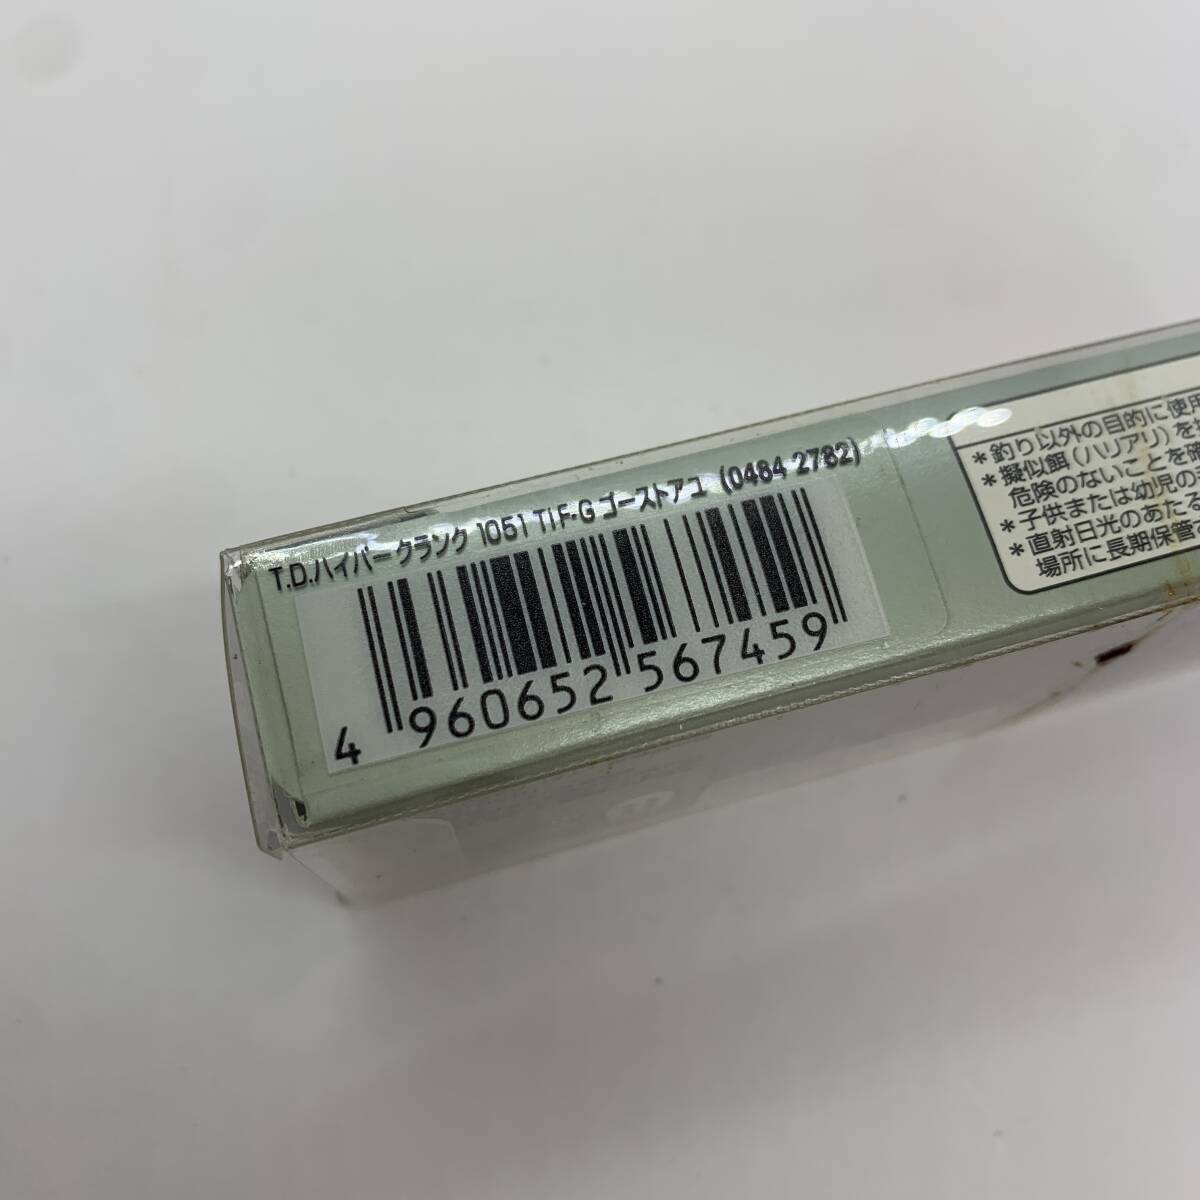 T.D.ハイパークランク 1051 TIF-G ゴーストアユ (0484 2782)
4 960652 567459
*釣り以外の目的に使用
*擬似餌(ハリアリ)を
危険のないことを確
*子供または幼児の
*直射日光のあたる
場所に長期保管